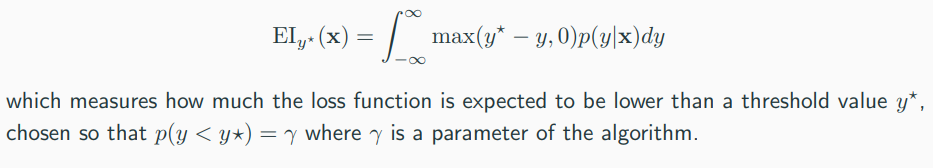 EI_{y⋆}(x) = ∫_{−∞}^{∞} max(y⋆ − y, 0)p(y|x)dy
which measures how much the loss function is expected to be lower than a threshold value y⋆,
chosen so that p(y < y⋆) = γ where γ is a parameter of the algorithm.